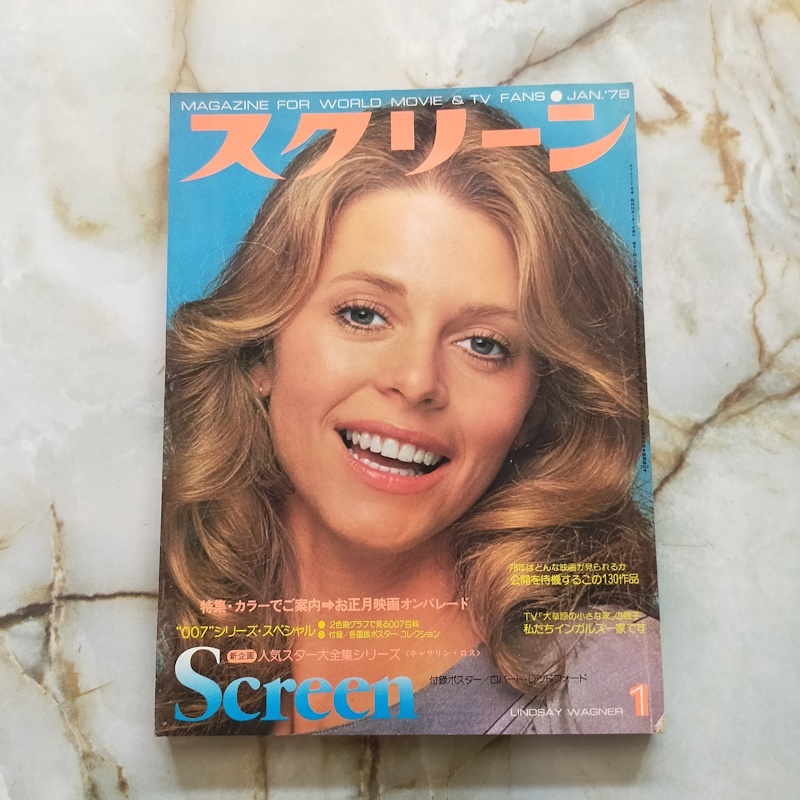 MAGAZINE FOR WORLD MOVIE & TV FANS ● JAN.'78
スクリーン
78年はどんな映画が見られるか
公開を待機するこの130作品
特集・カラーでご案内➡お正月映画オンパレード
TV「大草原の小さな家」の親子
私たちインガルス一家です
"007"シリーズ・スペシャル
❶ 2色刷グラフで見る007百科
❷ 付録/各国版ポスター・コレクション
新企画 人気スター大全集シリーズ〈キャサリン・ロス〉
Screen
付録ポスター/ロバート・レッドフォード
LINDSAY WAGNER 1